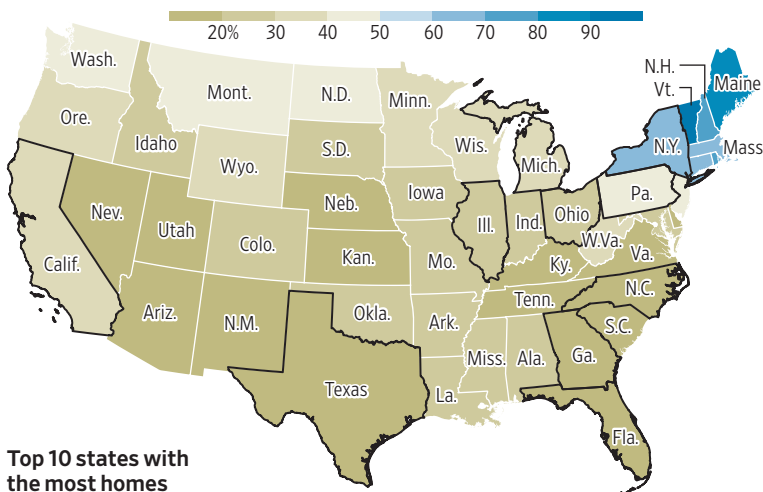 20% 30 40 50 60 70 80 90
Wash.
Mont.
N.D.
Minn.
N.H.
Vt.
Maine
Ore.
Idaho
Wyo.
S.D.
Wis.
Mich.
N.Y.
Mass
Nev.
Utah
Colo.
Neb.
Iowa
Ill.
Ind.
Ohio
Pa.
Calif.
Kan.
Mo.
Ky.
W.Va.
Va.
Ariz.
N.M.
Okla.
Ark.
Tenn.
N.C.
S.C.
Texas
La.
Miss.
Ala.
Ga.
Fla.
Top 10 states with
the most homes